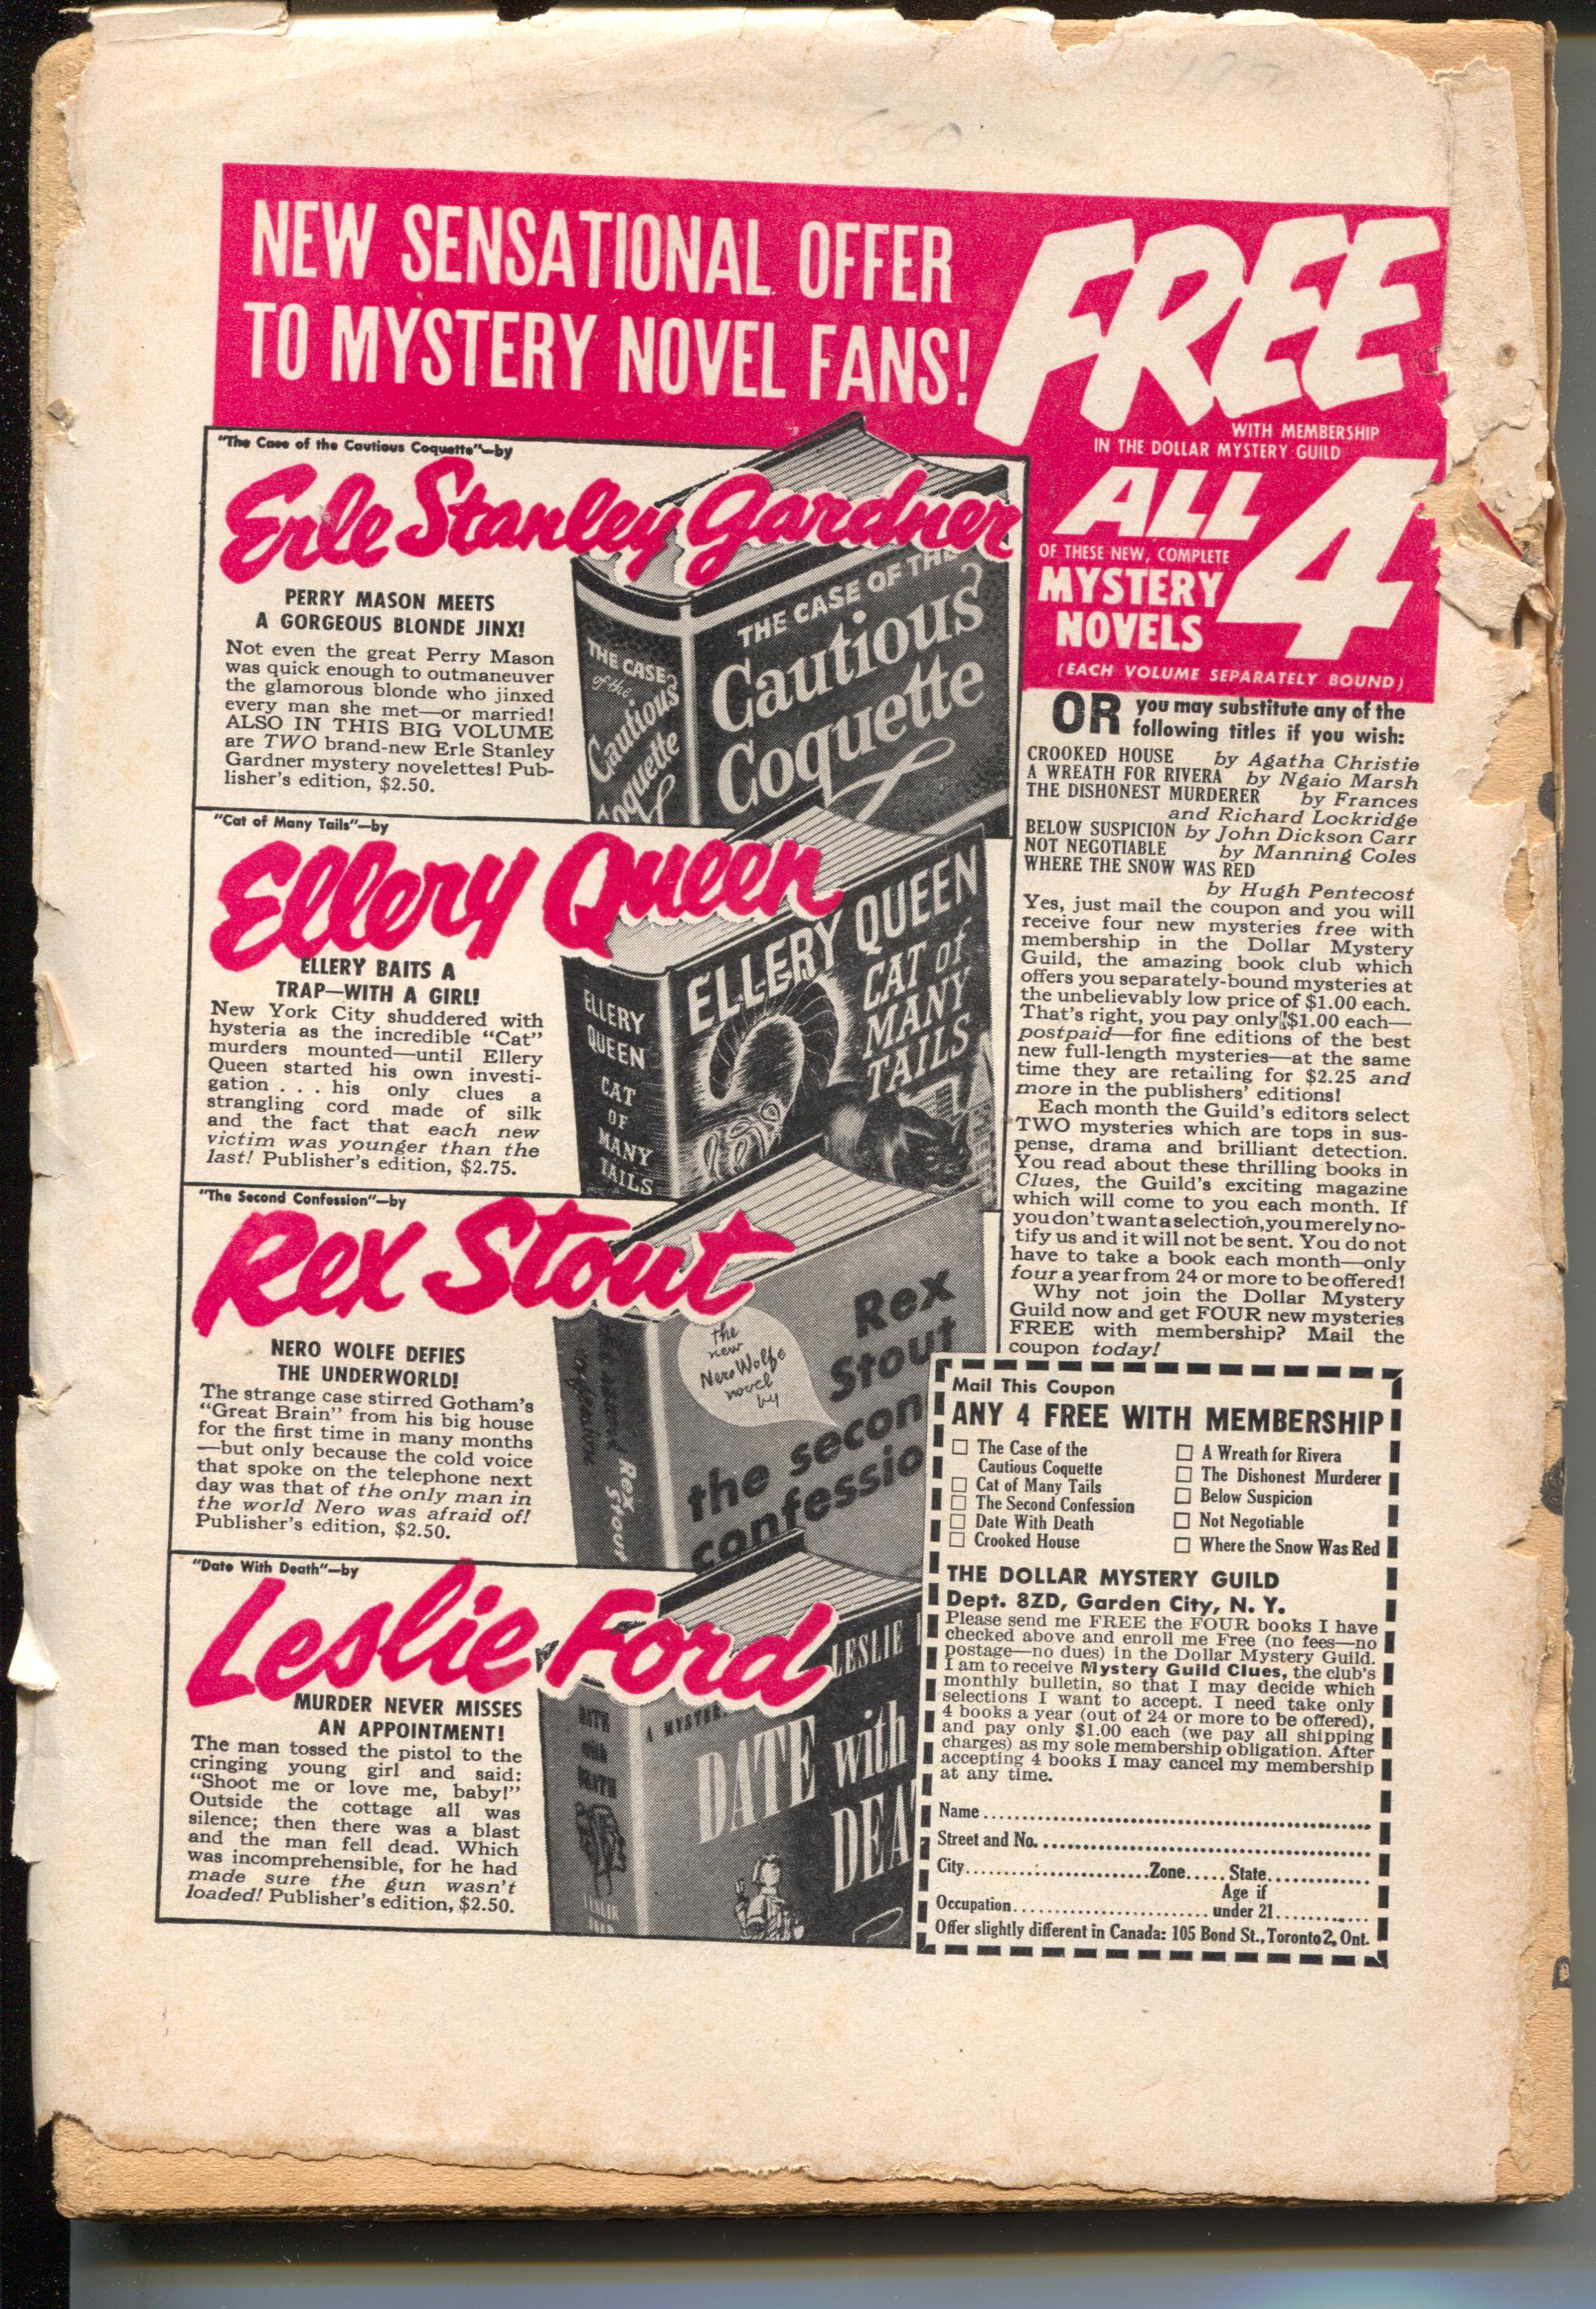 NEW SENSATIONAL OFFER
TO MYSTERY NOVEL FANS!
FREE
WITH MEMBERSHIP
IN THE DOLLAR MYSTERY GUILD
ALL 4
OF THESE NEW, COMPLETE
MYSTERY
NOVELS
(EACH VOLUME SEPARATELY BOUND)
"The Case of the Cautious Coquette"—by
Erle Stanley Gardner
PERRY MASON MEETS
A GORGEOUS BLONDE JINX!
Not even the great Perry Mason
was quick enough to outmaneuver
the glamorous blonde who jinxed
every man she met—or married!
ALSO IN THIS BIG VOLUME
are TWO brand-new Erle Stanley
Gardner mystery novelettes! Pub-
lisher's edition, $2.50.
THE CASE
of the
Cautious
Coquette
THE CASE OF THE
Cautious
Coquette
"Cat of Many Tails"—by
Ellery Queen
ELLERY BAITS A
TRAP—WITH A GIRL!
New York City shuddered with
hysteria as the incredible "Cat"
murders mounted—until Ellery
Queen started his own investi-
gation . . . his only clues a
strangling cord made of silk
and the fact that each new
victim was younger than the
last! Publisher's edition, $2.75.
ELLERY
QUEEN
CAT
OF
MANY
TAILS
ELLERY QUEEN
CAT OF
MANY
TAILS
"The Second Confession"—by
Rex Stout
NERO WOLFE DEFIES
THE UNDERWORLD!
The strange case stirred Gotham's
"Great Brain" from his big house
for the first time in many months
—but only because the cold voice
that spoke on the telephone next
day was that of the only man in
the world Nero was afraid of!
Publisher's edition, $2.50.
the second
confession
Rex
Stout
the
new
Nero Wolfe
novel
by
Rex
Stout
the secon
confessio
"Date With Death"—by
Leslie Ford
MURDER NEVER MISSES
AN APPOINTMENT!
The man tossed the pistol to the
cringing young girl and said:
"Shoot me or love me, baby!"
Outside the cottage all was
silence; then there was a blast
and the man fell dead. Which
was incomprehensible, for he had
made sure the gun wasn't
loaded! Publisher's edition, $2.50.
DATE
with
DEATH
LESLIE
FORD
LESLIE
A MYSTER
DATE with
DEA
OR you may substitute any of the
following titles if you wish:
CROOKED HOUSE by Agatha Christie
A WREATH FOR RIVERA by Ngaio Marsh
THE DISHONEST MURDERER by Frances
and Richard Lockridge
BELOW SUSPICION by John Dickson Carr
NOT NEGOTIABLE by Manning Coles
WHERE THE SNOW WAS RED
by Hugh Pentecost
Yes, just mail the coupon and you will
receive four new mysteries free with
membership in the Dollar Mystery
Guild, the amazing book club which
offers you separately-bound mysteries at
the unbelievably low price of $1.00 each.
That's right, you pay only $1.00 each—
postpaid—for fine editions of the best
new full-length mysteries—at the same
time they are retailing for $2.25 and
more in the publishers' editions!
Each month the Guild's editors select
TWO mysteries which are tops in sus-
pense, drama and brilliant detection.
You read about these thrilling books in
Clues, the Guild's exciting magazine
which will come to you each month. If
you don't want a selection, you merely no-
tify us and it will not be sent. You do not
have to take a book each month—only
four a year from 24 or more to be offered!
Why not join the Dollar Mystery
Guild now and get FOUR new mysteries
FREE with membership? Mail the
coupon today!
Mail This Coupon
ANY 4 FREE WITH MEMBERSHIP
☐ The Case of the
Cautious Coquette
☐ Cat of Many Tails
☐ The Second Confession
☐ Date With Death
☐ Crooked House
☐ A Wreath for Rivera
☐ The Dishonest Murderer
☐ Below Suspicion
☐ Not Negotiable
☐ Where the Snow Was Red
THE DOLLAR MYSTERY GUILD
Dept. 8ZD, Garden City, N. Y.
Please send me FREE the FOUR books I have
checked above and enroll me Free (no fees—no
postage—no dues) in the Dollar Mystery Guild.
I am to receive Mystery Guild Clues, the club's
monthly bulletin, so that I may decide which
selections I want to accept. I need take only
4 books a year (out of 24 or more to be offered),
and pay only $1.00 each (we pay all shipping
charges) as my sole membership obligation. After
accepting 4 books I may cancel my membership
at any time.
Name
Street and No.
City Zone State
Occupation Age if
under 21
Offer slightly different in Canada: 105 Bond St., Toronto 2, Ont.